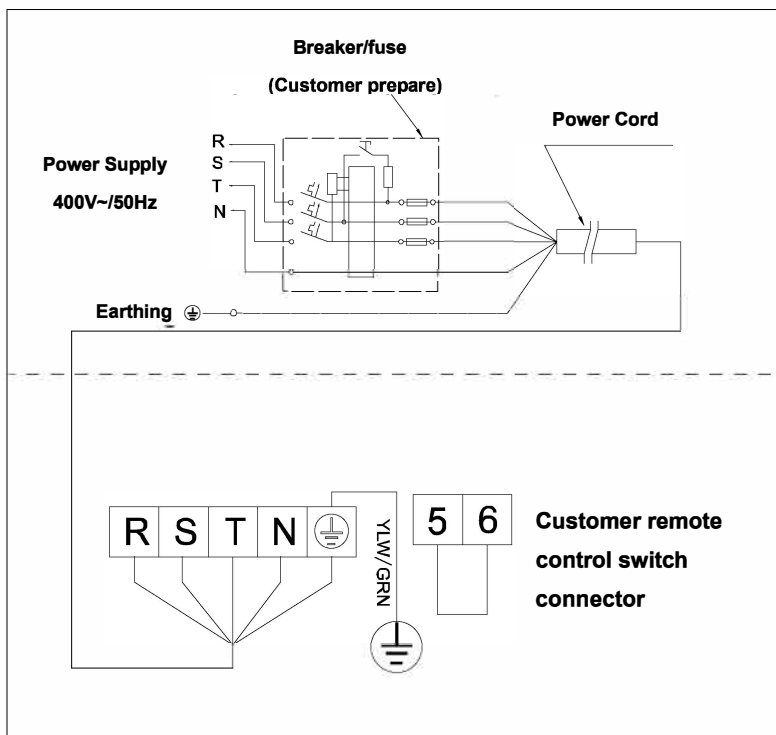 Breaker/fuse
(Customer prepare)
Power Cord
Power Supply
400V~/50Hz
R
S
T
N
Earthing
R S T N
YLW/GRN
5 6
Customer remote
control switch
connector